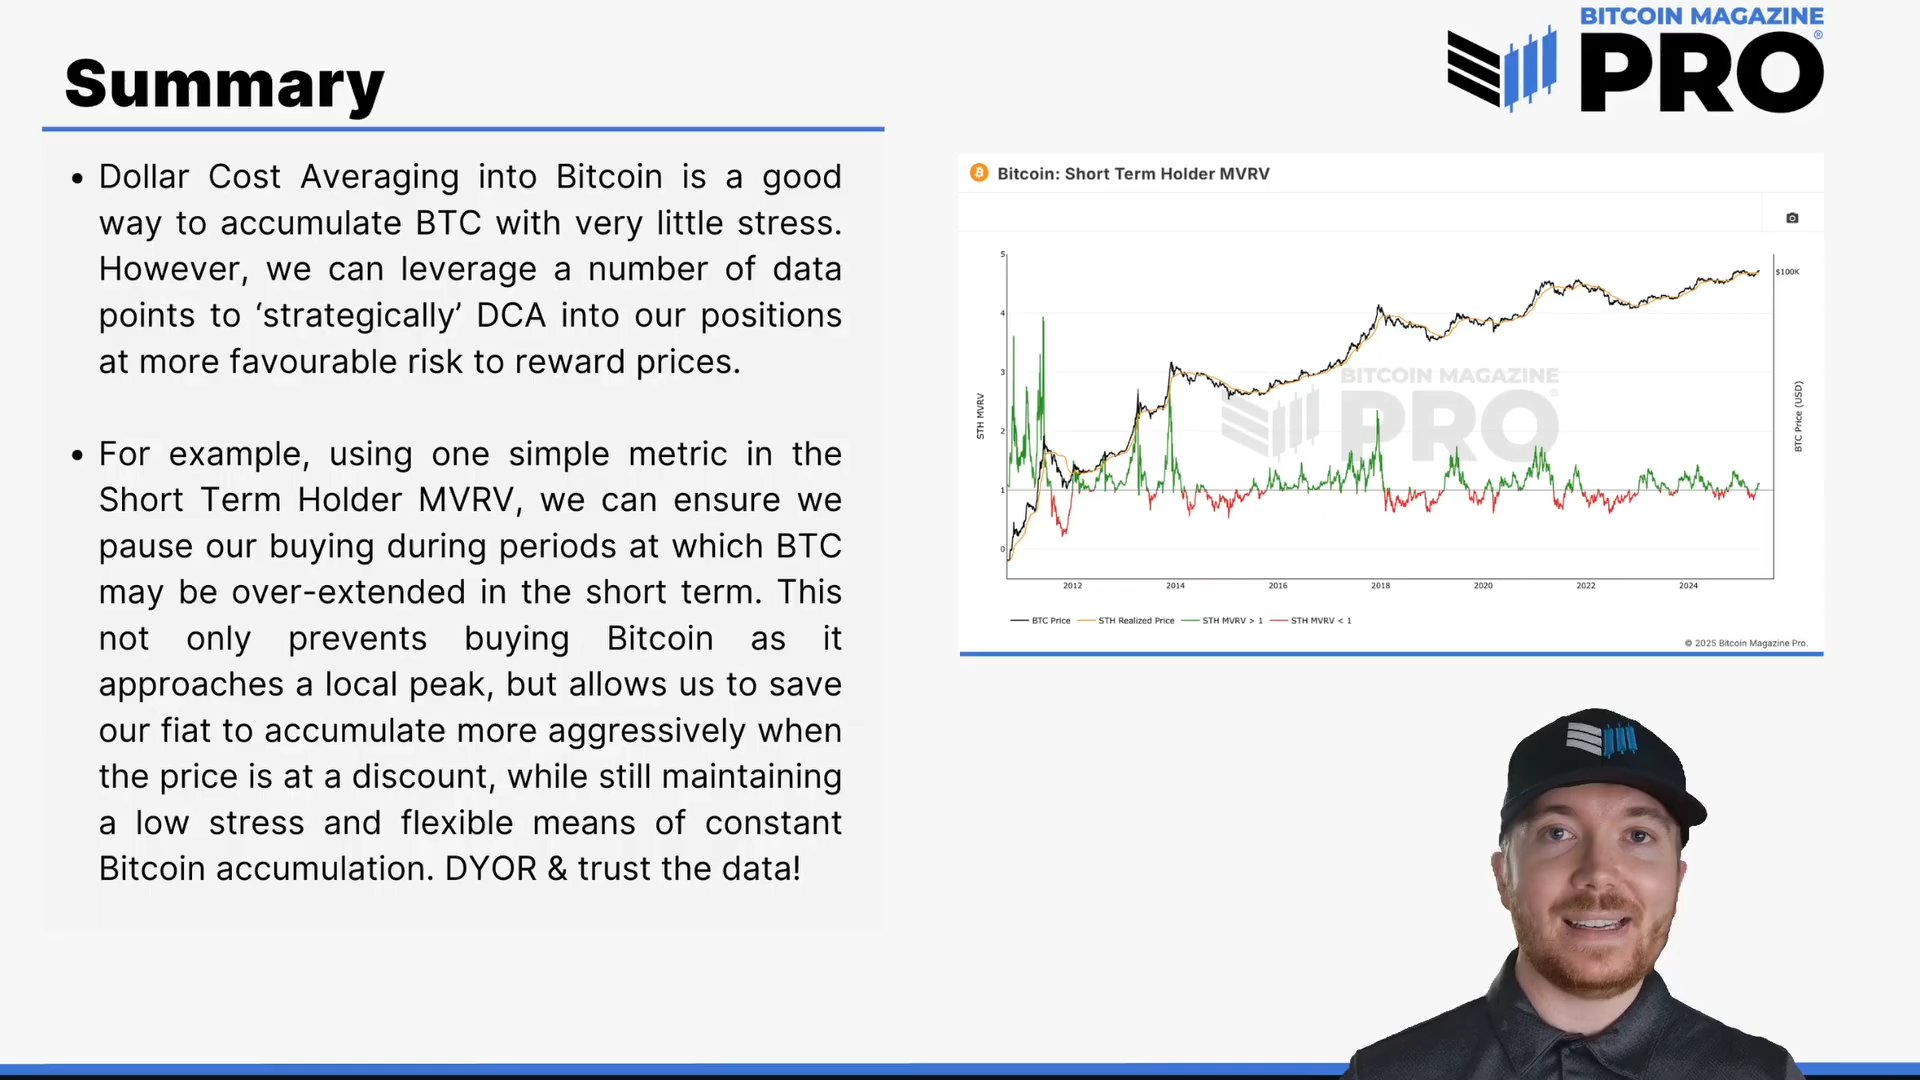 BITCOIN MAGAZINE
PRO®
Summary
• Dollar Cost Averaging into Bitcoin is a good
way to accumulate BTC with very little stress.
However, we can leverage a number of data
points to ‘strategically’ DCA into our positions
at more favourable risk to reward prices.
• For example, using one simple metric in the
Short Term Holder MVRV, we can ensure we
pause our buying during periods at which BTC
may be over-extended in the short term. This
not only prevents buying Bitcoin as it
approaches a local peak, but allows us to save
our fiat to accumulate more aggressively when
the price is at a discount, while still maintaining
a low stress and flexible means of constant
Bitcoin accumulation. DYOR & trust the data!
Bitcoin: Short Term Holder MVRV
5
4
3
2
1
0
STH MVRV
$100K
BTC Price (USD)
BITCOIN MAGAZINE
PRO®
2012 2014 2016 2018 2020 2022 2024
BTC Price STH Realized Price STH MVRV > 1 STH MVRV < 1
© 2025 Bitcoin Magazine Pro.